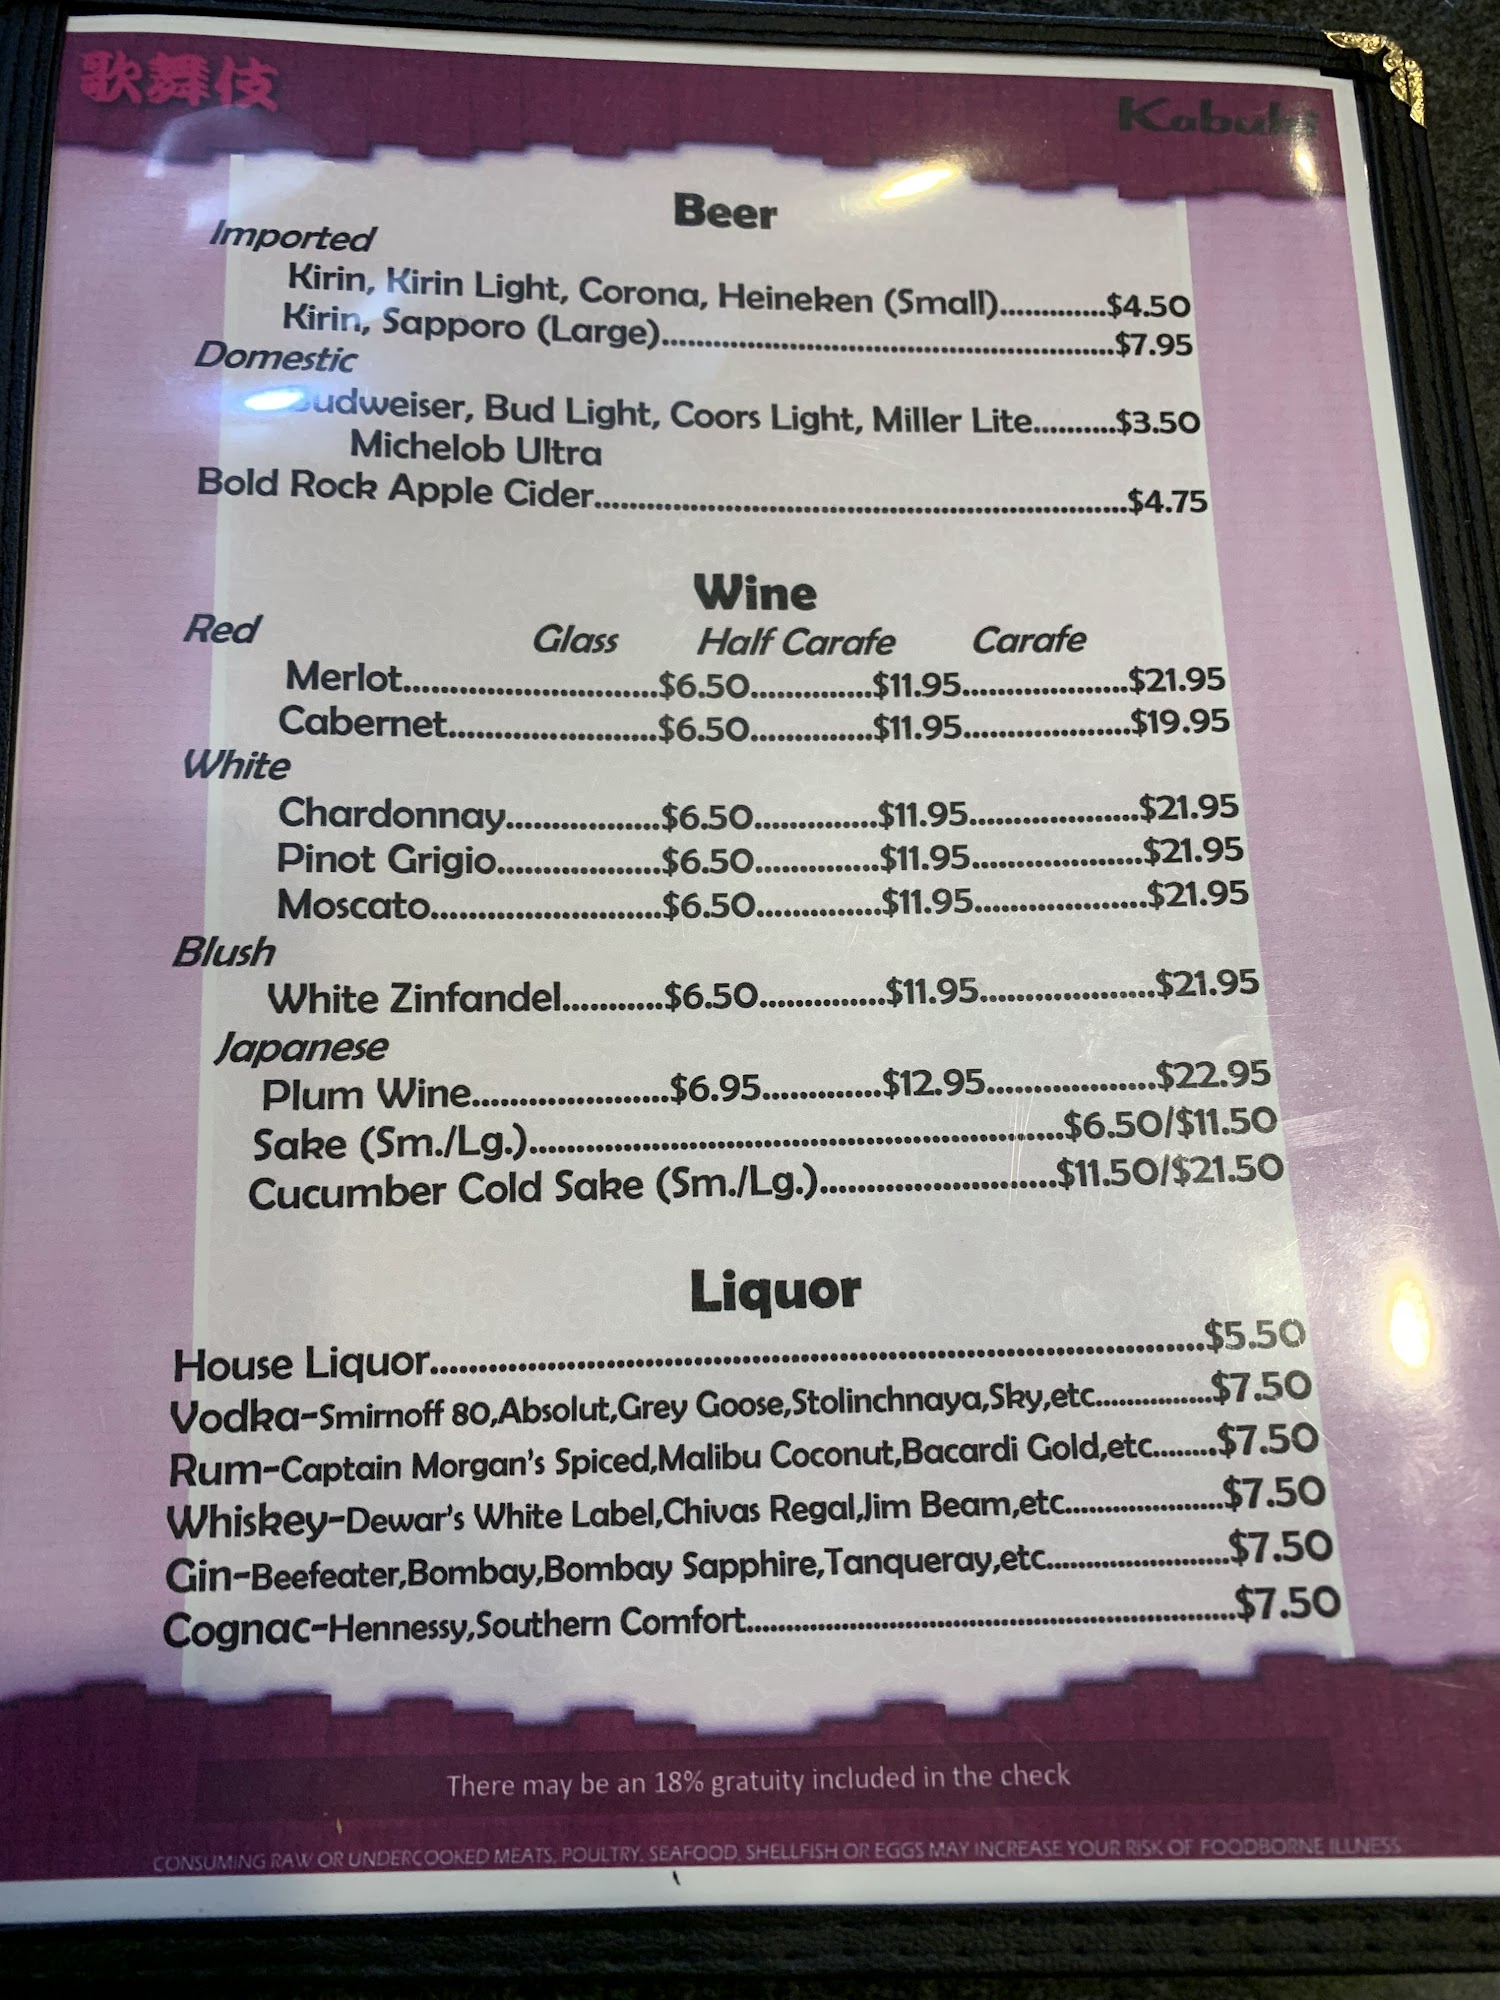 歌舞伎
Kabuki
Beer
Imported
Kirin, Kirin Light, Corona, Heineken (Small).............$4.50
Kirin, Sapporo (Large)........................................................$7.95
Domestic
Budweiser, Bud Light, Coors Light, Miller Lite..........$3.50
Michelob Ultra
Bold Rock Apple Cider..................................................................$4.75
Wine
Red Glass Half Carafe Carafe
Merlot............................$6.50..............$11.95....................$21.95
Cabernet.........................$6.50..............$11.95....................$19.95
White
Chardonnay..................$6.50..............$11.95....................$21.95
Pinot Grigio....................$6.50..............$11.95....................$21.95
Moscato............................$6.50..............$11.95....................$21.95
Blush
White Zinfandel............$6.50..............$11.95....................$21.95
Japanese
Plum Wine.......................$6.95..............$12.95....................$22.95
Sake (Sm./Lg.)..............................................................$6.50/$11.50
Cucumber Cold Sake (Sm./Lg.)............................$11.50/$21.50
Liquor
House Liquor.....................................................................................$5.50
Vodka-Smirnoff 80,Absolut,Grey Goose,Stolinchnaya,Sky,etc.............$7.50
Rum-Captain Morgan's Spiced,Malibu Coconut,Bacardi Gold,etc........$7.50
Whiskey-Dewar's White Label,Chivas Regal,Jim Beam,etc....................$7.50
Gin-Beefeater,Bombay,Bombay Sapphire,Tanqueray,etc.......................$7.50
Cognac-Hennessy,Southern Comfort.........................................................$7.50
There may be an 18% gratuity included in the check
CONSUMING RAW OR UNDERCOOKED MEATS, POULTRY, SEAFOOD, SHELLFISH OR EGGS MAY INCREASE YOUR RISK OF FOODBORNE ILLNESS